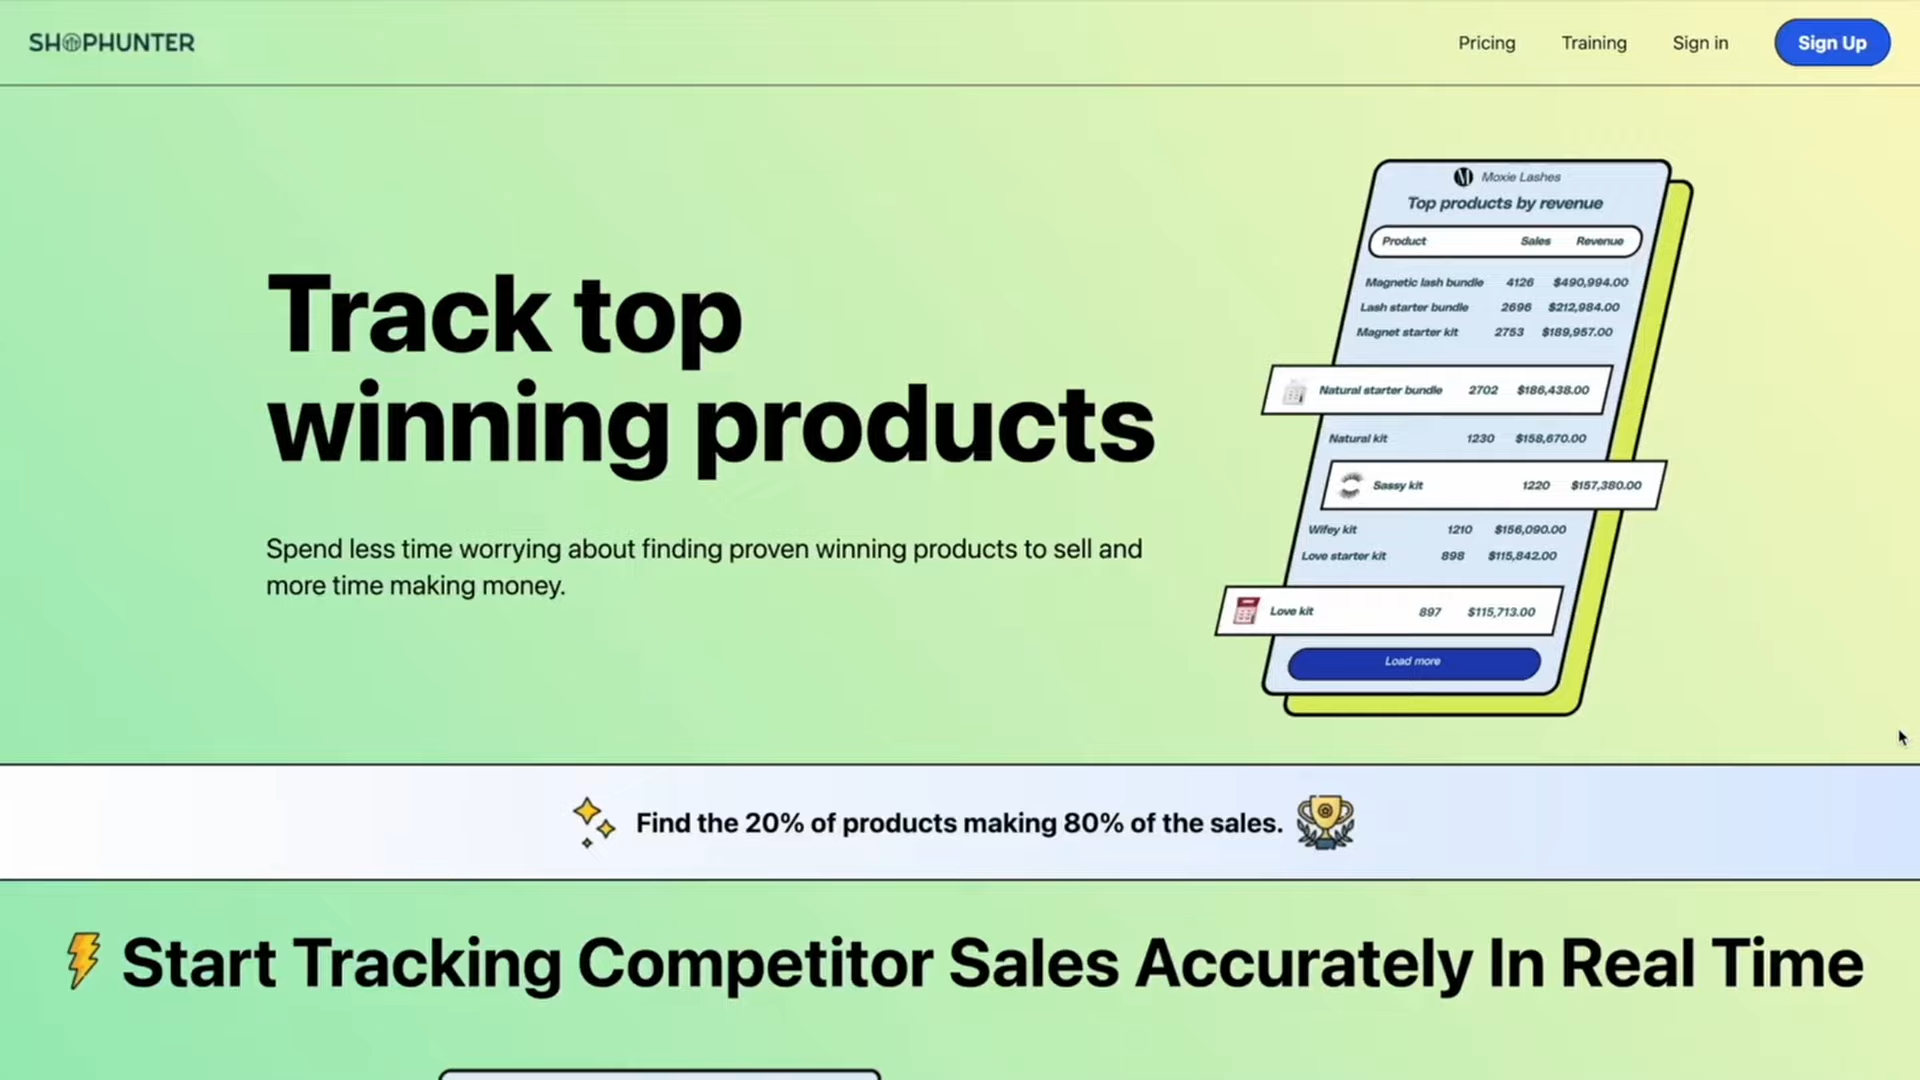 SHOPHUNTER
Pricing Training Sign in Sign Up
Moxie Lashes
Top products by revenue
Product Sales Revenue
Magnetic lash bundle 4126 $490,994.00
Lash starter bundle 2696 $212,984.00
Magnet starter kit 2753 $189,957.00
Natural starter bundle 2702 $186,438.00
Natural kit 1230 $158,670.00
Sassy kit 1220 $157,380.00
Wifey kit 1210 $156,090.00
Love starter kit 898 $115,842.00
Love kit 897 $115,713.00
Load more
Track top
winning products
Spend less time worrying about finding proven winning products to sell and
more time making money.
Find the 20% of products making 80% of the sales.
Start Tracking Competitor Sales Accurately In Real Time